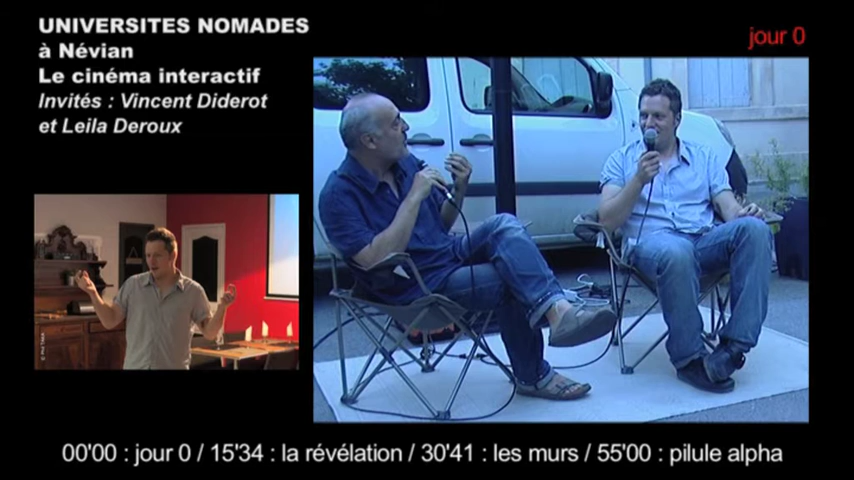 UNIVERSITES NOMADES
à Névian
Le cinéma interactif
Invités : Vincent Diderot
et Leila Deroux
jour 0
00'00 : jour 0 / 15'34 : la révélation / 30'41 : les murs / 55'00 : pilule alpha